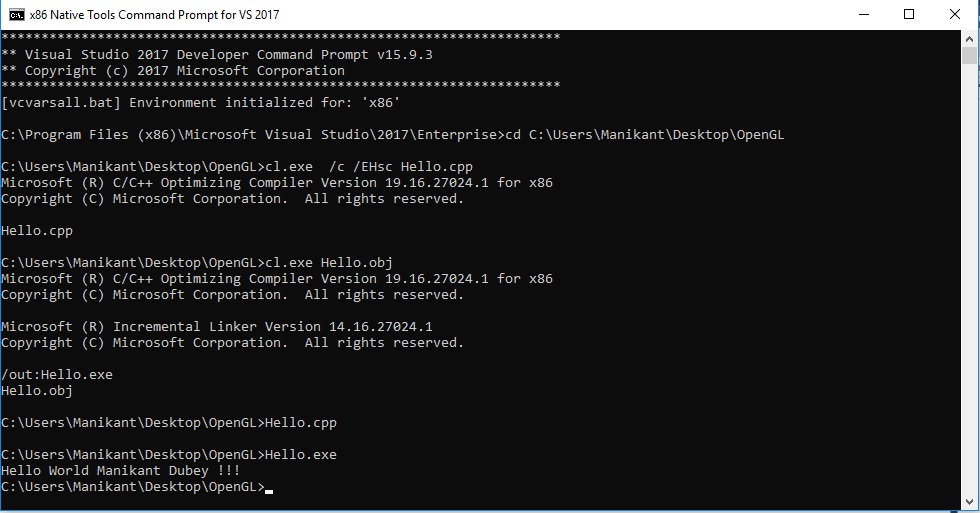 x86 Native Tools Command Prompt for VS 2017
**********************************************************************
** Visual Studio 2017 Developer Command Prompt v15.9.3
** Copyright (c) 2017 Microsoft Corporation
**********************************************************************
[vcvarsall.bat] Environment initialized for: 'x86'
C:\Program Files (x86)\Microsoft Visual Studio\2017\Enterprise>cd C:\Users\Manikant\Desktop\OpenGL
C:\Users\Manikant\Desktop\OpenGL>cl.exe  /c /EHsc Hello.cpp
Microsoft (R) C/C++ Optimizing Compiler Version 19.16.27024.1 for x86
Copyright (C) Microsoft Corporation.  All rights reserved.
Hello.cpp
C:\Users\Manikant\Desktop\OpenGL>cl.exe Hello.obj
Microsoft (R) C/C++ Optimizing Compiler Version 19.16.27024.1 for x86
Copyright (C) Microsoft Corporation.  All rights reserved.
Microsoft (R) Incremental Linker Version 14.16.27024.1
Copyright (C) Microsoft Corporation.  All rights reserved.
/out:Hello.exe
Hello.obj
C:\Users\Manikant\Desktop\OpenGL>Hello.cpp
C:\Users\Manikant\Desktop\OpenGL>Hello.exe
Hello World Manikant Dubey !!!
C:\Users\Manikant\Desktop\OpenGL>